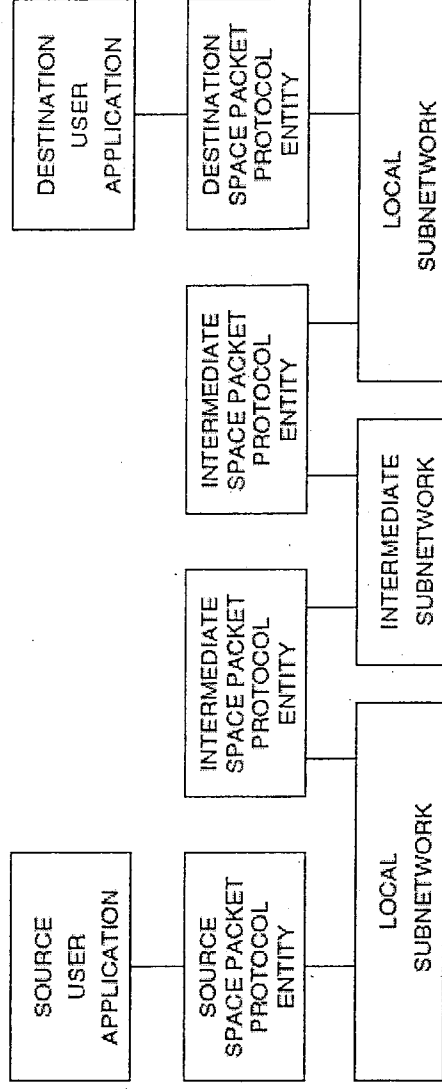 SOURCE
USER
APPLICATION
DESTINATION
USER
APPLICATION
SOURCE
SPACE PACKET
PROTOCOL
ENTITY
INTERMEDIATE
SPACE PACKET
PROTOCOL
ENTITY
INTERMEDIATE
SPACE PACKET
PROTOCOL
ENTITY
DESTINATION
SPACE PACKET
PROTOCOL
ENTITY
LOCAL
SUBNETWORK
INTERMEDIATE
SUBNETWORK
LOCAL
SUBNETWORK